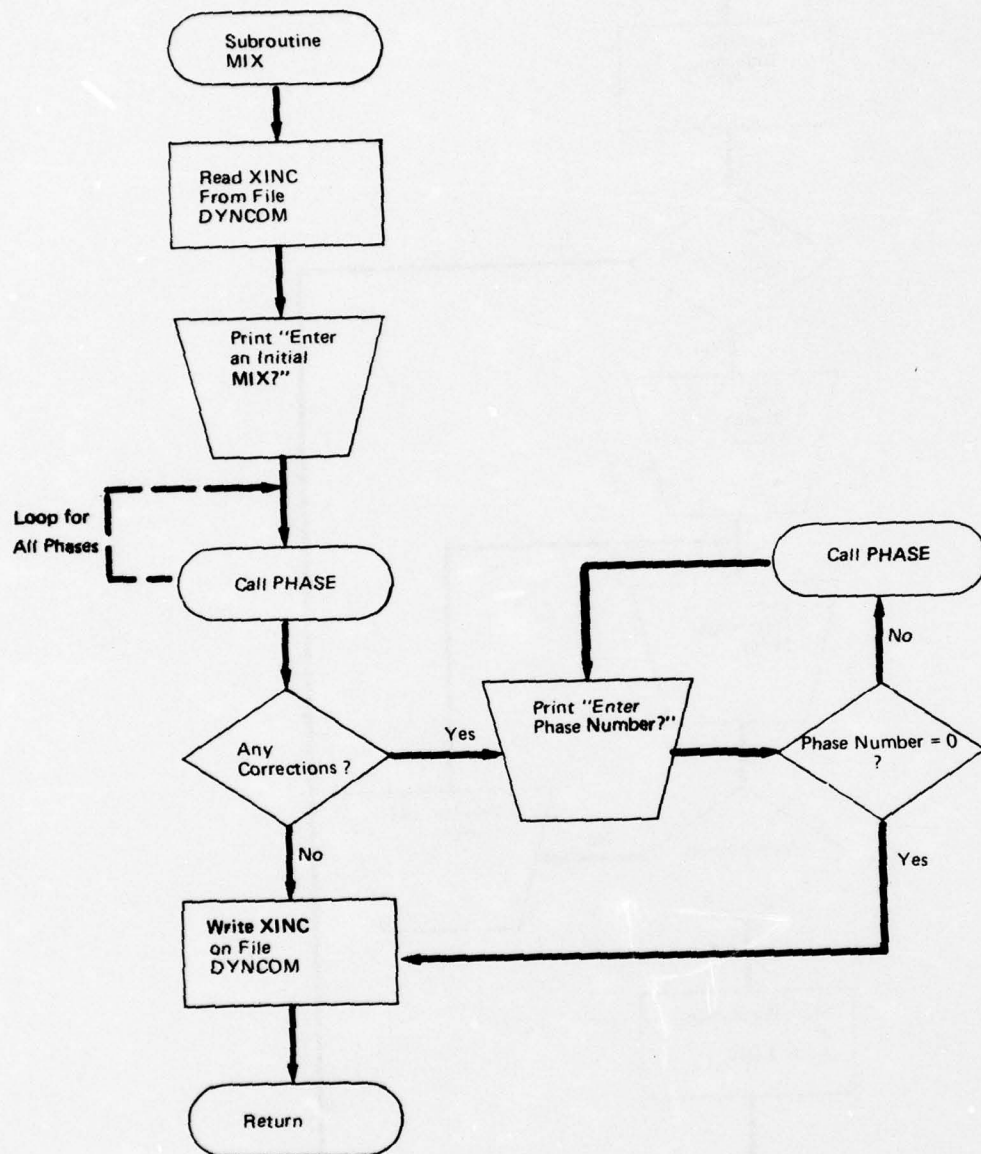 Subroutine
MIX
Read XINC
From File
DYNCOM
Print "Enter
an Initial
MIX?"
Loop for
All Phases
Call PHASE
Any
Corrections ?
Yes
No
Print "Enter
Phase Number?"
Phase Number = 0
?
No
Call PHASE
Yes
Write XINC
on File
DYNCOM
Return